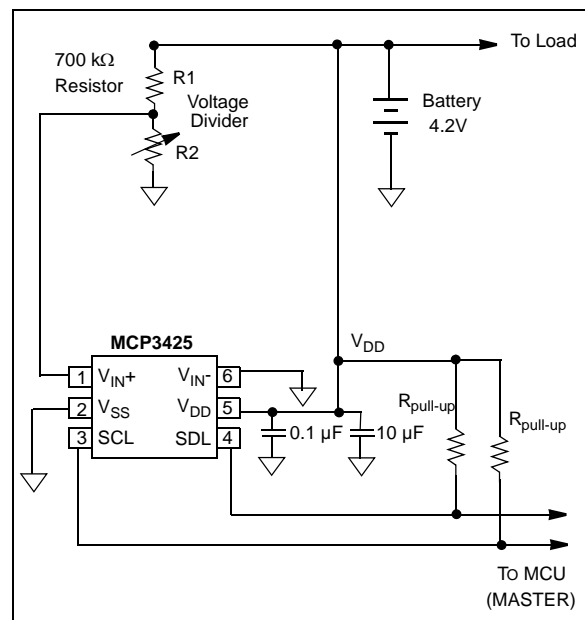 To Load
700 kΩ
Resistor
R1
Voltage
Divider
R2
Battery
4.2V
MCP3425
VDD
1 VIN+ VIN- 6
2 VSS VDD 5
3 SCL SDL 4
0.1 µF
10 µF
Rpull-up
Rpull-up
TO MCU
(MASTER)